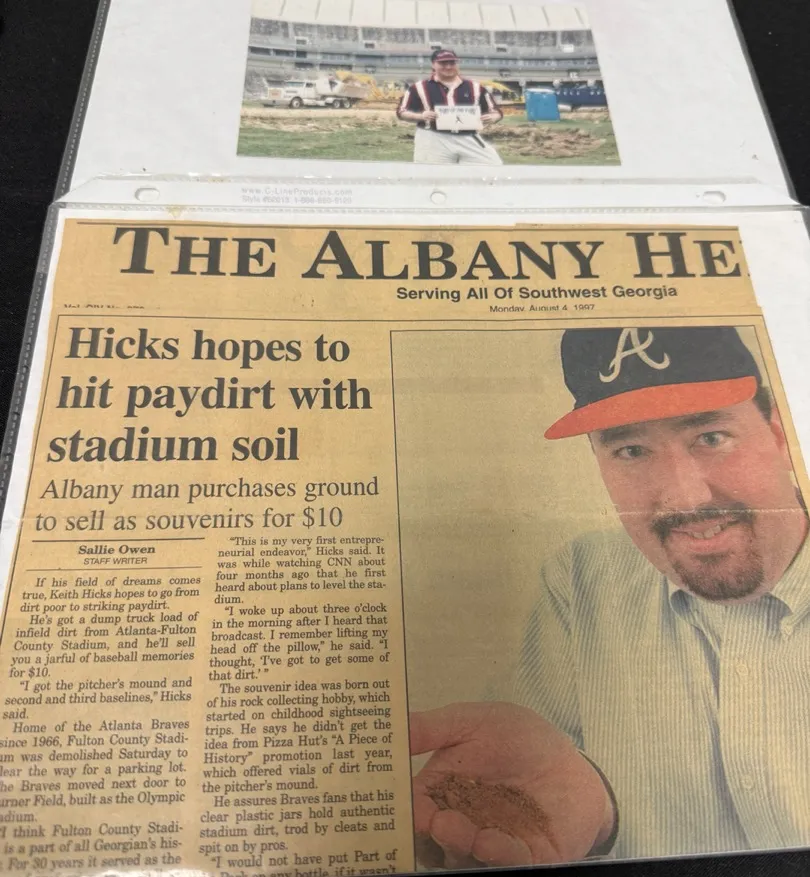 www.C-LineProducts.com
THE ALBANY HE
Serving All Of Southwest Georgia
Monday, August 4, 1997
Hicks hopes to
hit paydirt with
stadium soil
Albany man purchases ground
to sell as souvenirs for $10
Sallie Owen
STAFF WRITER
If his field of dreams comes
true, Keith Hicks hopes to go from
dirt poor to striking paydirt.
He's got a dump truck load of
infield dirt from Atlanta-Fulton
County Stadium, and he'll sell
you a jarful of baseball memories
for $10.
"I got the pitcher's mound and
second and third baselines," Hicks
said.
Home of the Atlanta Braves
since 1966, Fulton County Stadi-
um was demolished Saturday to
lear the way for a parking lot.
he Braves moved next door to
urner Field, built as the Olympic
adium.
I think Fulton County Stadi-
is a part of all Georgian's his-
For 30 years it served as the
"This is my very first entrepre-
neurial endeavor," Hicks said. It
was while watching CNN about
four months ago that he first
heard about plans to level the sta-
dium.
"I woke up about three o'clock
in the morning after I heard that
broadcast. I remember lifting my
head off the pillow," he said. "I
thought, 'I've got to get some of
that dirt.'"
The souvenir idea was born out
of his rock collecting hobby, which
started on childhood sightseeing
trips. He says he didn't get the
idea from Pizza Hut's "A Piece of
History" promotion last year,
which offered vials of dirt from
the pitcher's mound.
He assures Braves fans that his
clear plastic jars hold authentic
stadium dirt, trod by cleats and
spit on by pros.
"I would not have put Part of
any bottle, if it wasn't
A